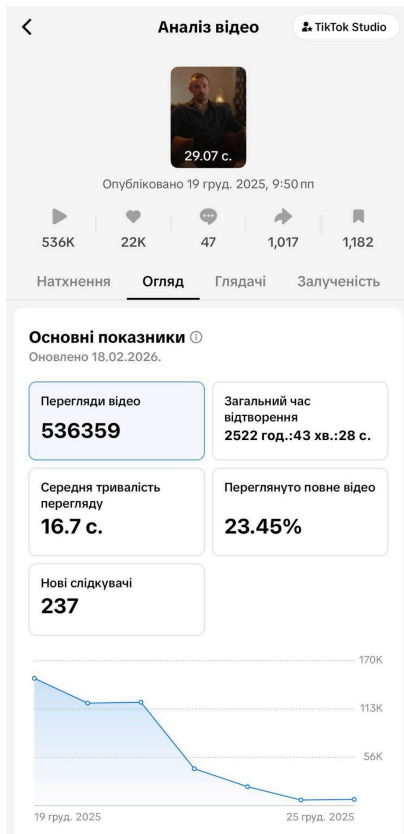 Аналіз відео
TikTok Studio
29.07 с.
Опубліковано 19 груд. 2025, 9:50 пп
536K 22K 47 1,017 1,182
Натхнення Огляд Глядачі Залученість
Основні показники
Оновлено 18.02.2026.
Перегляди відео
536359
Загальний час
відтворення
2522 год.:43 хв.:28 с.
Середня тривалість
перегляду
16.7 с.
Переглянуто повне відео
23.45%
Нові слідкувачі
237
170K
113K
56K
19 груд. 2025 25 груд. 2025